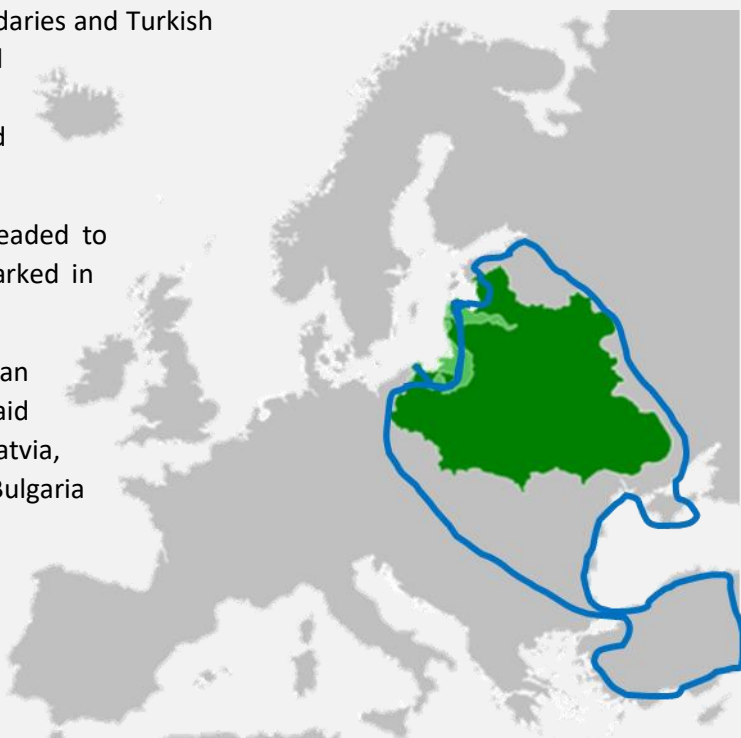 daries and Turkish
eaded to
arked in
an
aid
atvia,
Bulgaria